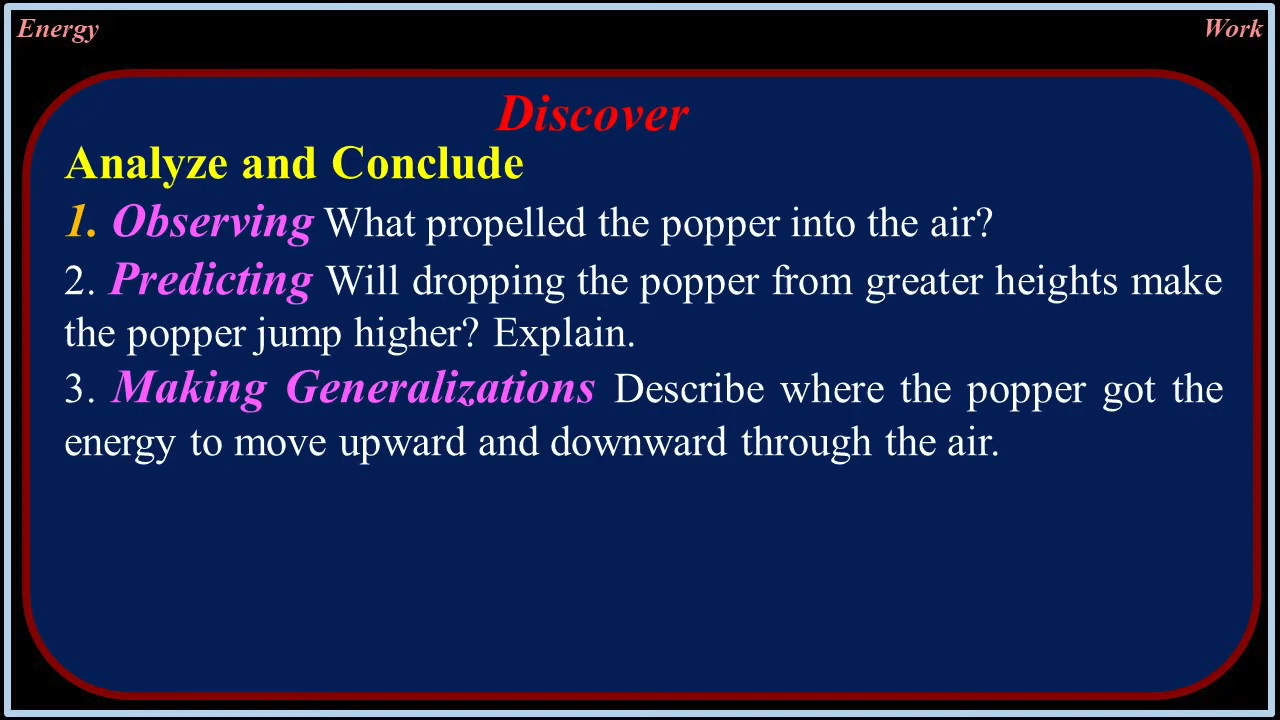 Energy
Work
Discover
Analyze and Conclude
1. Observing What propelled the popper into the air?
2. Predicting Will dropping the popper from greater heights make
the popper jump higher? Explain.
3. Making Generalizations Describe where the popper got the
energy to move upward and downward through the air.